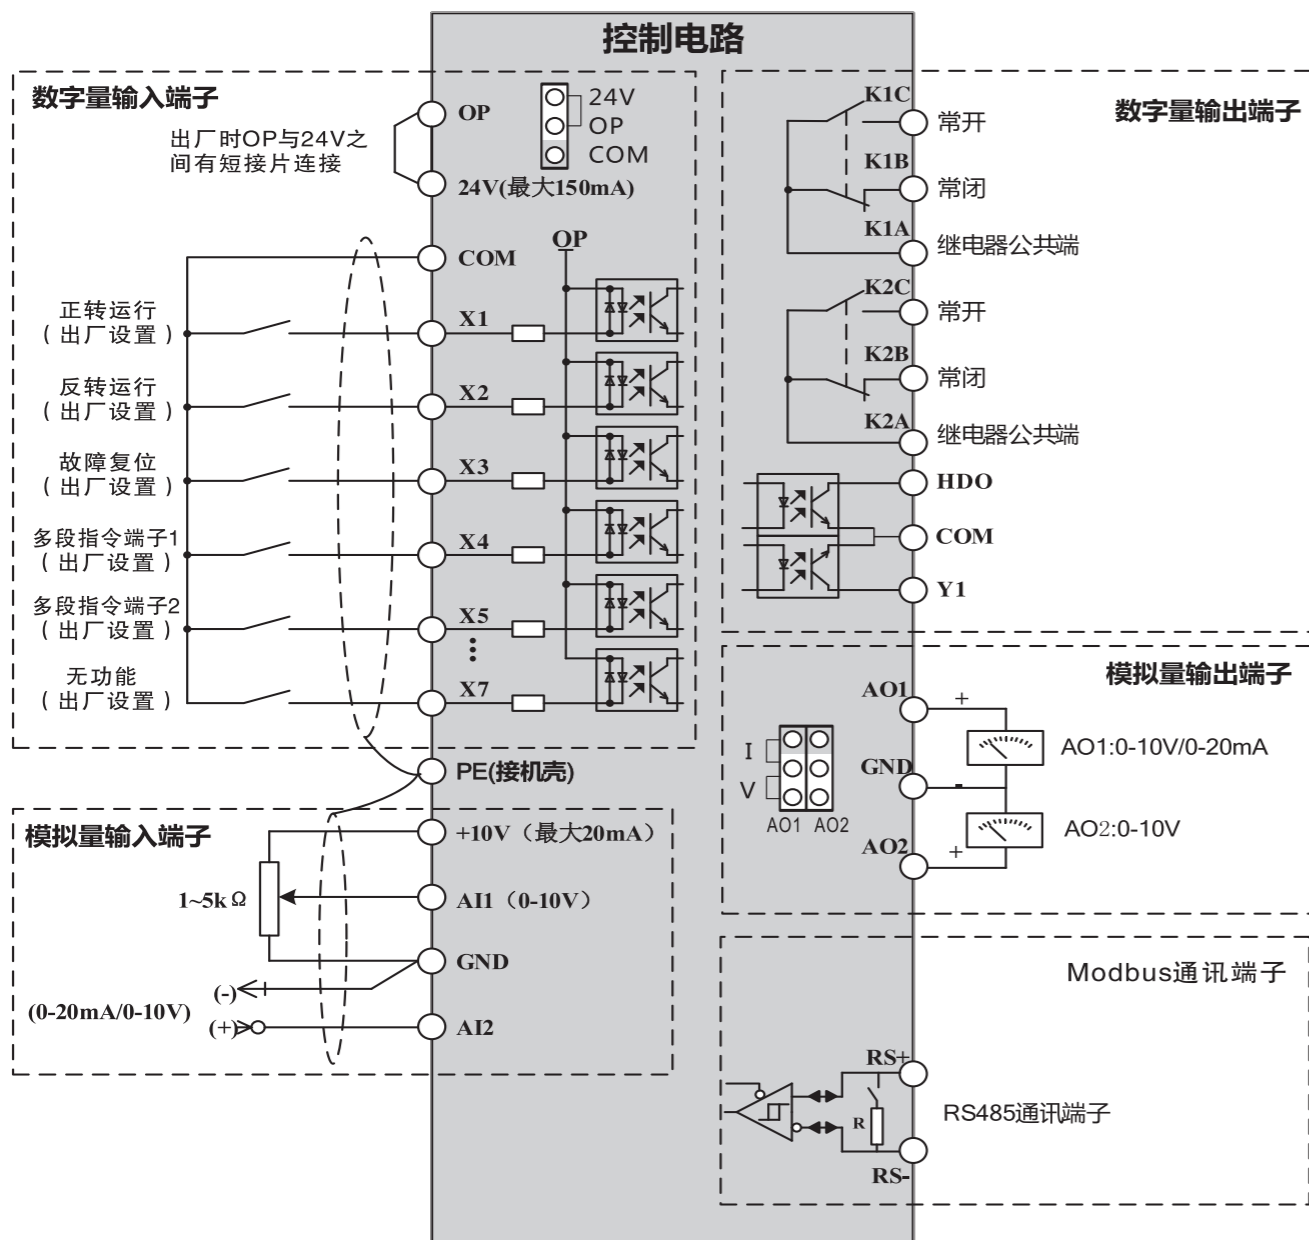 控制电路
数字量输入端子
出厂时OP与24V之
间有短接片连接
OP
24V
OP
COM
24V(最大150mA)
COM
OP
正转运行
（出厂设置）
X1
反转运行
（出厂设置）
X2
故障复位
（出厂设置）
X3
多段指令端子1
（出厂设置）
X4
多段指令端子2
（出厂设置）
X5
无功能
（出厂设置）
X7
PE(接机壳)
模拟量输入端子
+10V（最大20mA）
1~5kΩ
AI1（0-10V）
GND
(-)
(0-20mA/0-10V)
(+)
AI2
数字量输出端子
K1C
常开
K1B
常闭
K1A
继电器公共端
K2C
常开
K2B
常闭
K2A
继电器公共端
HDO
COM
Y1
模拟量输出端子
AO1
+
I
V
AO1 AO2
GND
-
AO1:0-10V/0-20mA
AO2:0-10V
AO2
+
Modbus通讯端子
RS+
R
RS485通讯端子
RS-